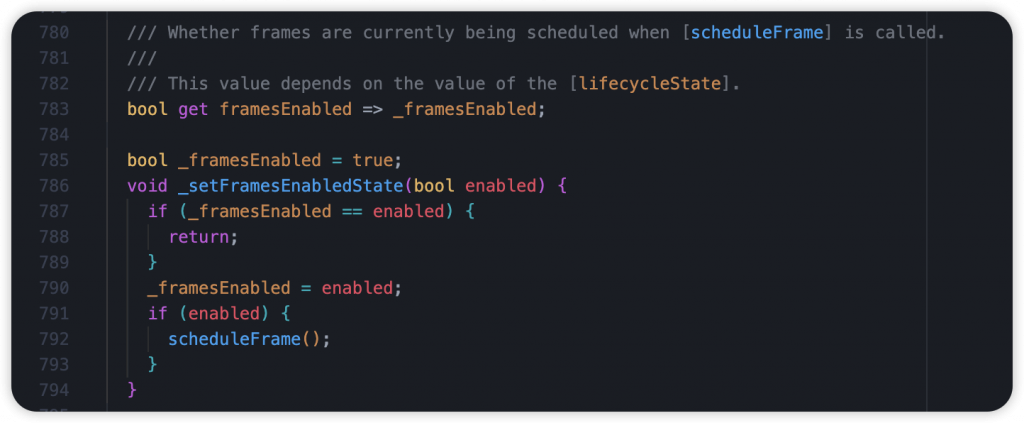 780 /// Whether frames are currently being scheduled when [scheduleFrame] is called.
781 ///
782 /// This value depends on the value of the [lifecycleState].
783 bool get framesEnabled => _framesEnabled;
784
785 bool _framesEnabled = true;
786 void _setFramesEnabledState(bool enabled) {
787   if (_framesEnabled == enabled) {
788     return;
789   }
790   _framesEnabled = enabled;
791   if (enabled) {
792     scheduleFrame();
793   }
794 }